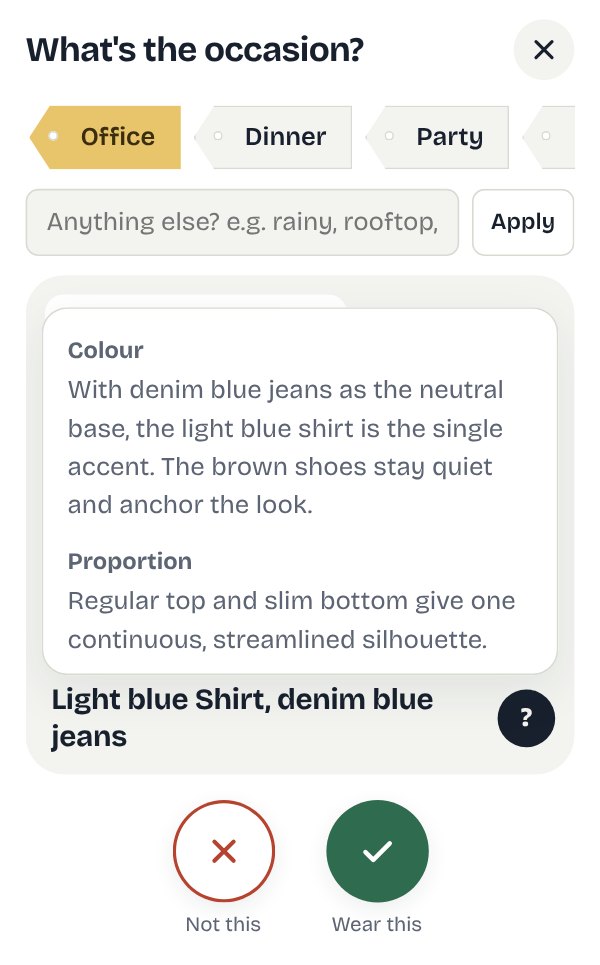 What's the occasion?
Office
Dinner
Party
Anything else? e.g. rainy, rooftop,
Apply
Colour
With denim blue jeans as the neutral
base, the light blue shirt is the single
accent. The brown shoes stay quiet
and anchor the look.
Proportion
Regular top and slim bottom give one
continuous, streamlined silhouette.
Light blue Shirt, denim blue
jeans
?
Not this
Wear this